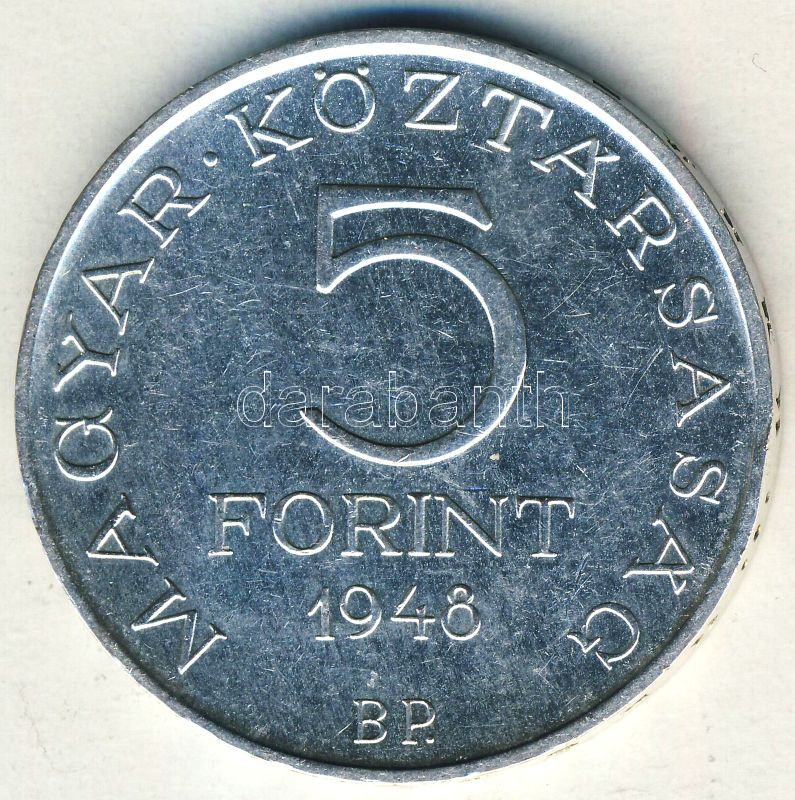 MAGYAR · KÖZTÁRSASÁG
5
FORINT
1948
BP.
darabanth